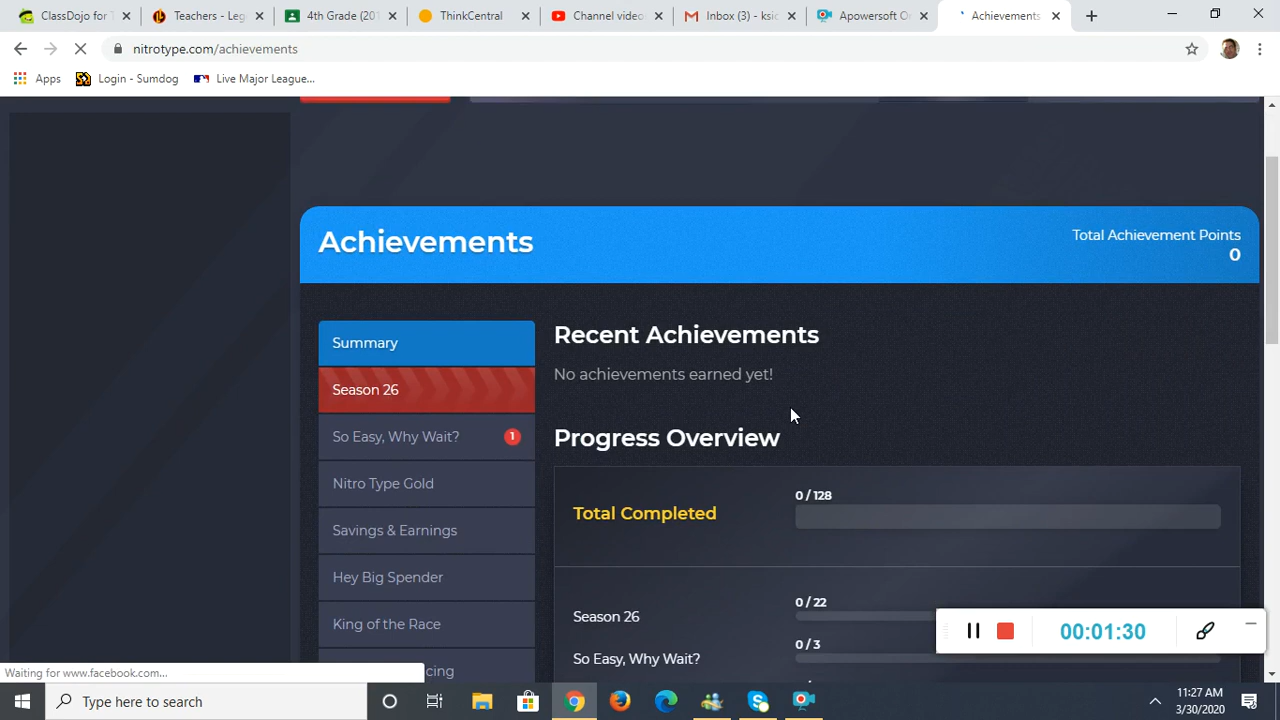 ClassDojo for T
Teachers - Leg
4th Grade (201
ThinkCentral
Channel video
Inbox (3) - ksic
Apowersoft O
Achievements
nitrotype.com/achievements
Apps
Login - Sumdog
Live Major League...
Achievements
Total Achievement Points
0
Summary
Season 26
So Easy, Why Wait?
1
Nitro Type Gold
Savings & Earnings
Hey Big Spender
King of the Race
cing
Recent Achievements
No achievements earned yet!
Progress Overview
Total Completed
0 / 128
Season 26
0 / 22
So Easy, Why Wait?
0 / 3
00:01:30
Waiting for www.facebook.com...
Type here to search
11:27 AM
3/30/2020